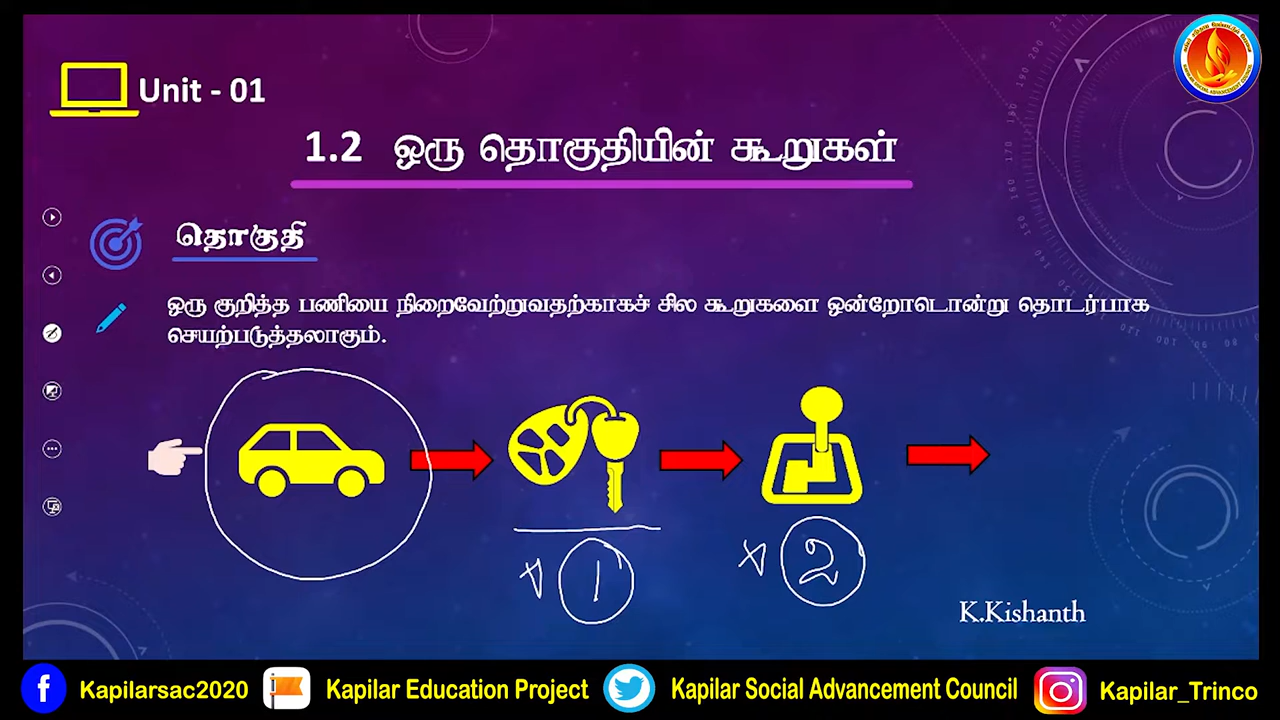 Unit - 01
1.2 ஒரு தொகுதியின் கூறுகள்
தொகுதி
ஒரு குறித்த பணியை நிறைவேற்றுவதற்காகச் சில கூறுகளை ஒன்றோடொன்று தொடர்பாக
செயற்படுத்தலாகும்.
1 2
K.Kishanth
Kapilarsac2020 Kapilar Education Project Kapilar Social Advancement Council Kapilar_Trinco